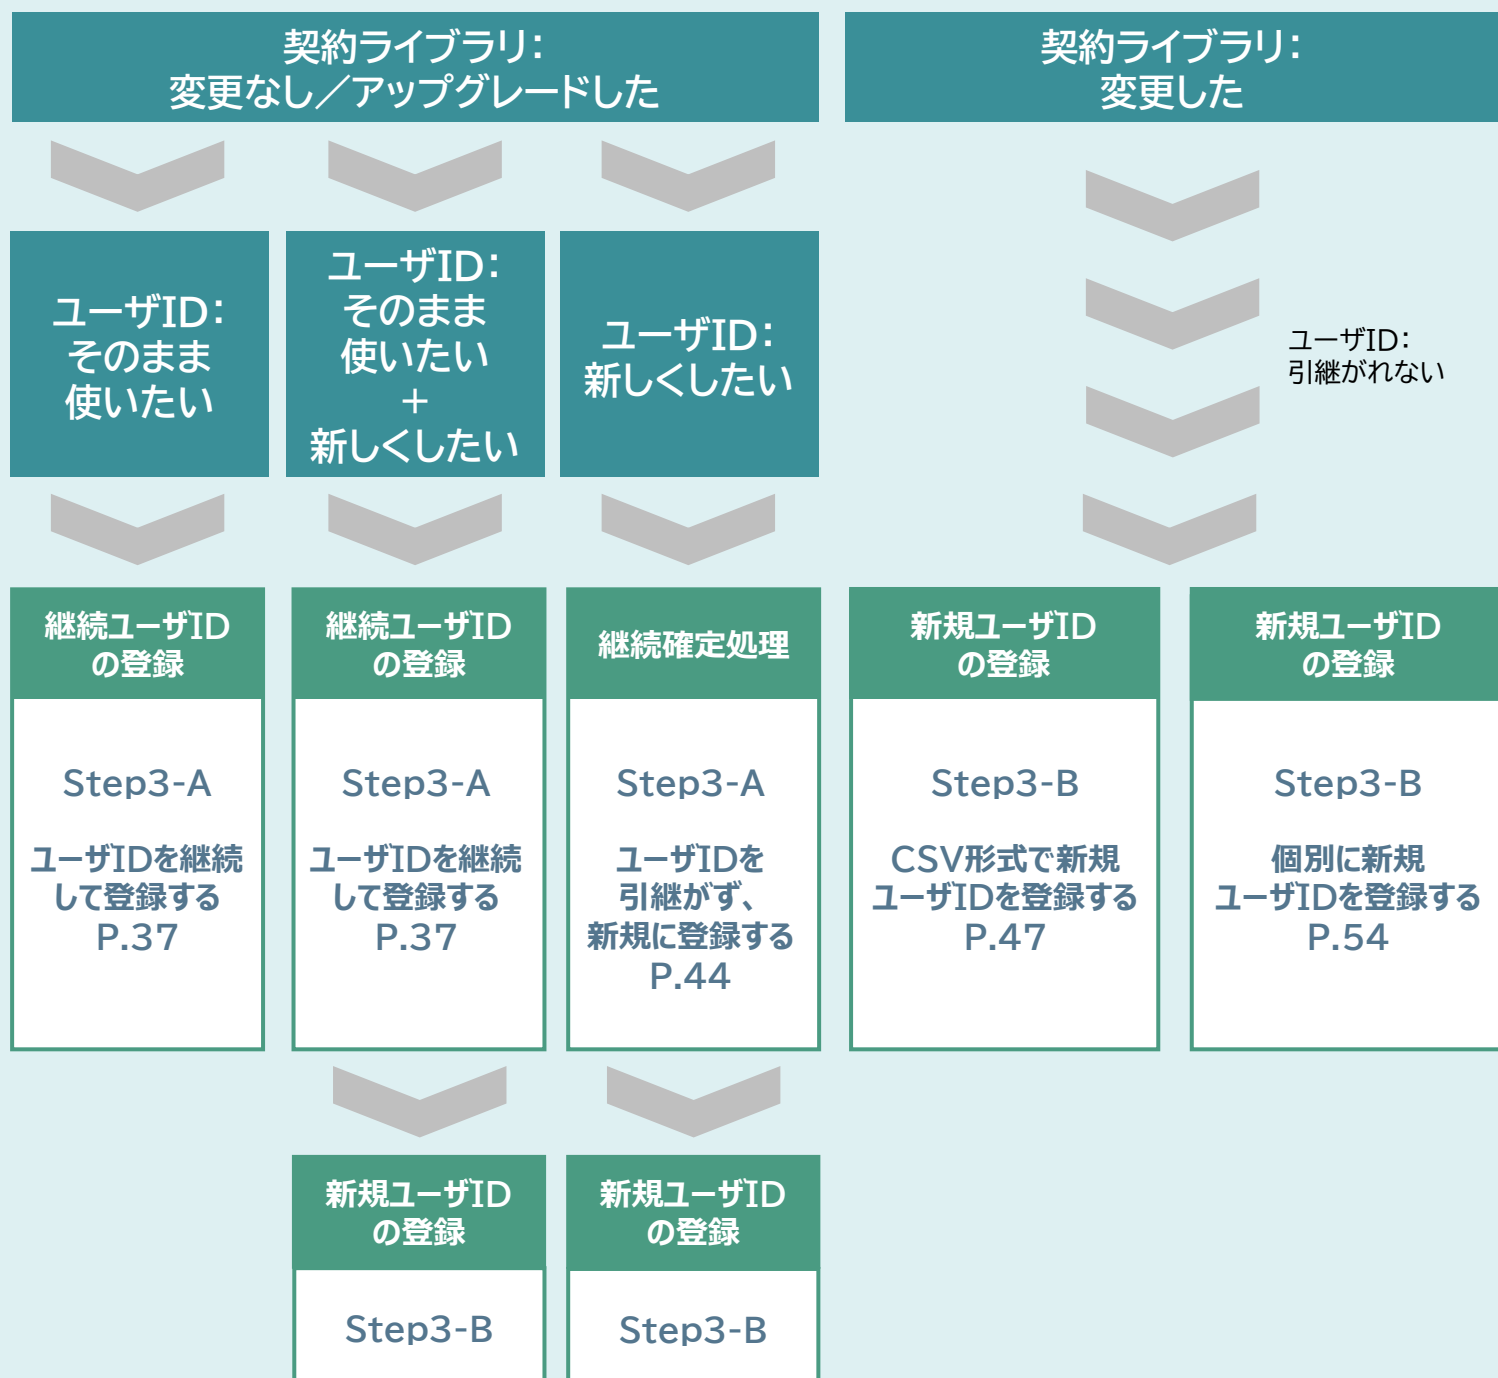 契約ライブラリ：
変更なし／アップグレードした
契約ライブラリ：
変更した
ユーザID：
そのまま
使いたい
ユーザID：
そのまま
使いたい
＋
新しくしたい
ユーザID：
新しくしたい
ユーザID：
引継がれない
継続ユーザID
の登録
Step3-A
ユーザIDを継続
して登録する
P.37
継続ユーザID
の登録
Step3-A
ユーザIDを継続
して登録する
P.37
継続確定処理
Step3-A
ユーザIDを
引継がず、
新規に登録する
P.44
新規ユーザID
の登録
Step3-B
CSV形式で新規
ユーザIDを登録する
P.47
新規ユーザID
の登録
Step3-B
個別に新規
ユーザIDを登録する
P.54
新規ユーザID
の登録
Step3-B
新規ユーザID
の登録
Step3-B